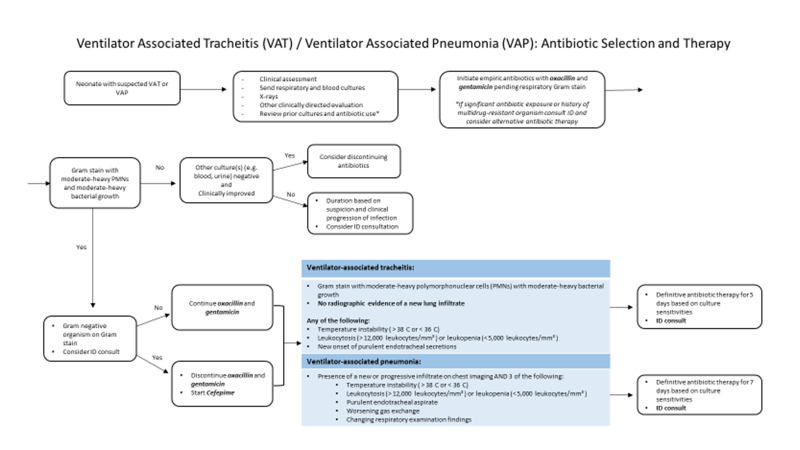 Ventilator Associated Tracheitis (VAT) / Ventilator Associated Pneumonia (VAP): Antibiotic Selection and Therapy
Neonate with suspected VAT or
VAP
- Clinical assessment
- Send respiratory and blood cultures
- X-rays
- Other clinically directed evaluation
- Review prior cultures and antibiotic use*
Initiate empiric antibiotics with oxacillin and
gentamicin pending respiratory Gram stain
*If significant antibiotic exposure or history of
multidrug-resistant organism consult ID and
consider alternative antibiotic therapy
Gram stain with
moderate-heavy PMNs
and moderate-heavy
bacterial growth
No
Other culture(s) (e.g.
blood, urine) negative
and
Clinically improved
Yes
Consider discontinuing
antibiotics
No
• Duration based on
suspicion and clinical
progression of infection
• Consider ID consultation
Yes
• Gram negative
organism on Gram
stain
• Consider ID consult
No
Continue oxacillin and
gentamicin
Yes
• Discontinue oxacillin and
gentamicin
• Start Cefepime
Ventilator-associated tracheitis:
• Gram stain with moderate-heavy polymorphonuclear cells (PMNs) with moderate-heavy bacterial
growth
• No radiographic evidence of a new lung infiltrate
Any of the following:
• Temperature instability (> 38 C or < 36 C)
• Leukocytosis (> 12,000 leukocytes/mm³) or leukopenia (<5,000 leukocytes/mm³)
• New onset of purulent endotracheal secretions
• Definitive antibiotic therapy for 5
days based on culture
sensitivities
• ID consult
Ventilator-associated pneumonia:
• Presence of a new or progressive infiltrate on chest imaging AND 3 of the following:
• Temperature instability (> 38 C or < 36 C)
• Leukocytosis (> 12,000 leukocytes/mm³) or leukopenia (<5,000 leukocytes/mm³)
• Purulent endotracheal aspirate
• Worsening gas exchange
• Changing respiratory examination findings
• Definitive antibiotic therapy for 7
days based on culture
sensitivities
• ID consult